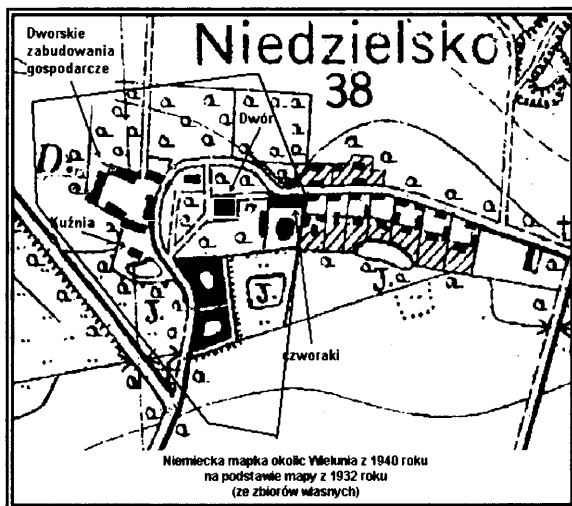 Dworskie
zabudowania
gospodarcze
Niedzielsko
38
Dwór
D.
Kuźnia
J.
J.
J.
czworaki
Niemiecka mapka okolic Wielunia z 1940 roku
na podstawie mapy z 1932 roku
(ze zbiorów własnych)